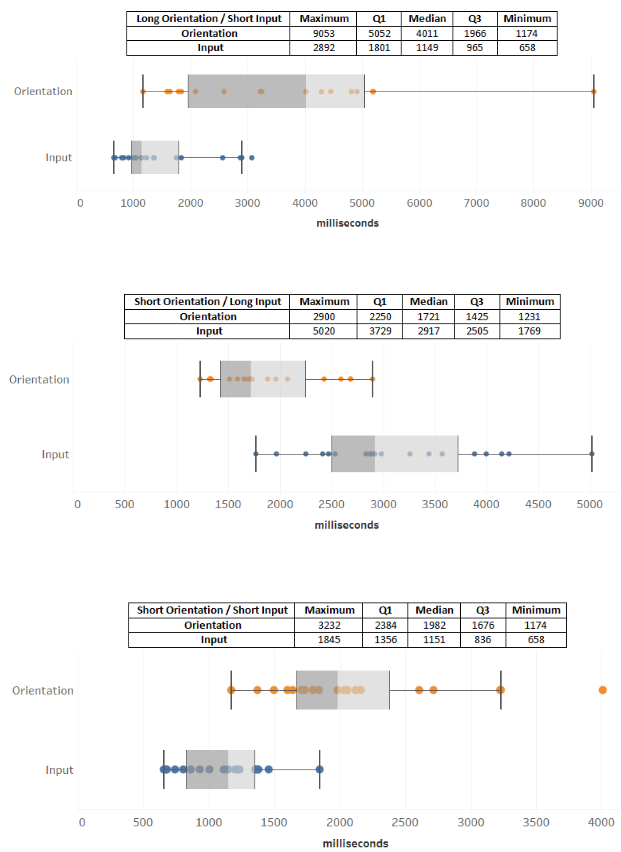 Long Orientation / Short Input Maximum Q1 Median Q3 Minimum
Orientation 9053 5052 4011 1966 1174
Input 2892 1801 1149 965 658
Orientation
Input
0 1000 2000 3000 4000 5000 6000 7000 8000 9000
milliseconds
Short Orientation / Long Input Maximum Q1 Median Q3 Minimum
Orientation 2900 2250 1721 1425 1231
Input 5020 3729 2917 2505 1769
Orientation
Input
0 500 1000 1500 2000 2500 3000 3500 4000 4500 5000
milliseconds
Short Orientation / Short Input Maximum Q1 Median Q3 Minimum
Orientation 3232 2384 1982 1676 1174
Input 1845 1356 1151 836 658
Orientation
Input
0 500 1000 1500 2000 2500 3000 3500 4000
milliseconds